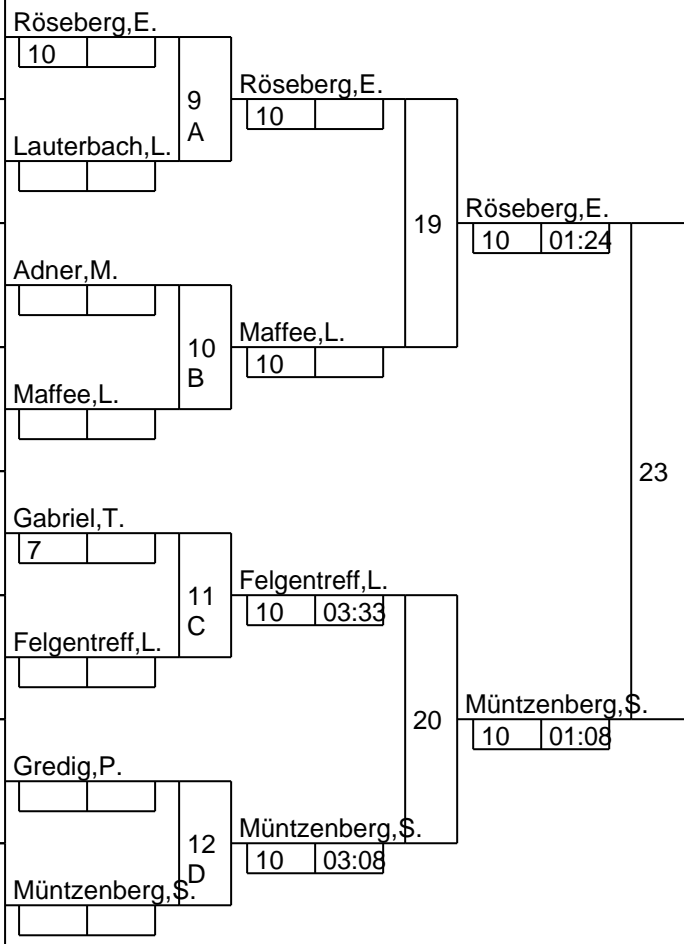 Röseberg,E.
10
9
A
Röseberg,E.
10
Lauterbach,L.
19
Röseberg,E.
10 01:24
Adner,M.
10
B
Maffee,L.
10
Maffee,L.
23
Gabriel,T.
7
11
C
Felgentreff,L.
10 03:33
Felgentreff,L.
20
Müntzenberg,S.
10 01:08
Gredig,P.
12
D
Müntzenberg,S.
10 03:08
Müntzenberg,S.